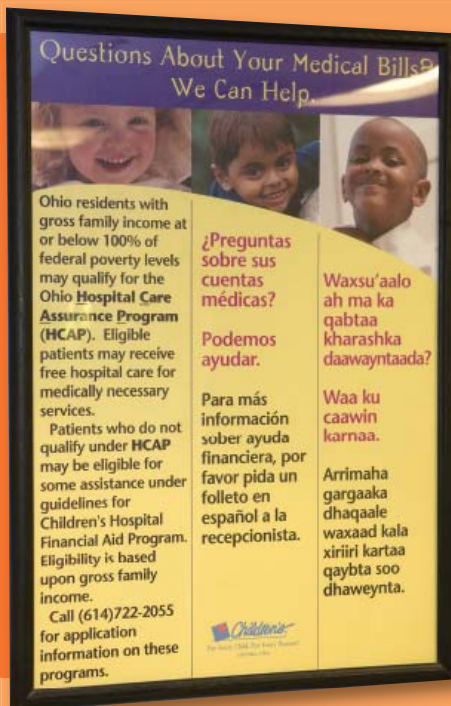 Questions About Your Medical Bills?
We Can Help.
Ohio residents with
gross family income at
or below 100% of
federal poverty levels
may qualify for the
Ohio Hospital Care
Assurance Program
(HCAP). Eligible
patients may receive
free hospital care for
medically necessary
services.
Patients who do not
qualify under HCAP
may be eligible for
some assistance under
guidelines for
Children's Hospital
Financial Aid Program.
Eligibility is based
upon gross family
income.
Call (614)722-2055
for application
information on these
programs.
¿Preguntas
sobre sus
cuentas
médicas?
Podemos
ayudar.
Para más
información
sober ayuda
financiera, por
favor pida un
folleto en
español a la
recepcionista.
Children's
Waxsu'aalo
ah ma ka
qabtaa
kharashka
daawayntaada?
Waa ku
caawin
karnaa.
Arrimaha
gargaaka
dhaqaale
waxaad kala
xiriiri kartaa
qaybta soo
dhaweynta.